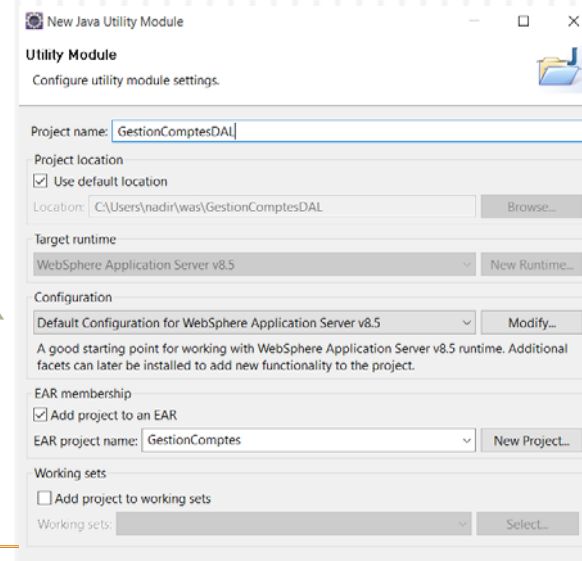 New Java Utility Module
Utility Module
Configure utility module settings.
Project name: GestionComptesDAL
Project location
Use default location
Location: C:\Users\nadir\was\GestionComptesDAL Browse...
Target runtime
WebSphere Application Server v8.5 New Runtime...
Configuration
Default Configuration for WebSphere Application Server v8.5 Modify...
A good starting point for working with WebSphere Application Server v8.5 runtime. Additional
facets can later be installed to add new functionality to the project.
EAR membership
Add project to an EAR
EAR project name: GestionComptes New Project...
Working sets
Add project to working sets
Working sets: Select...